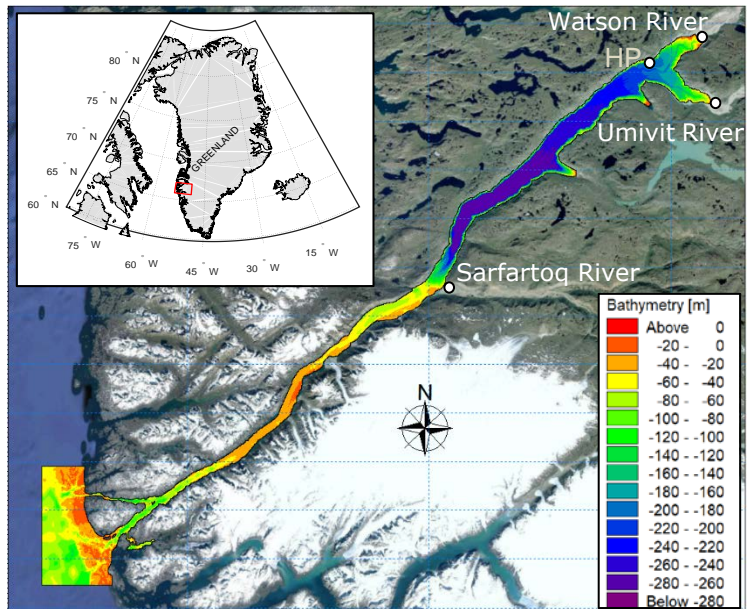 Watson River
HP
Umivit River
Sarfartoq River
N
80 ° N
75 ° N
70 ° N
65 ° N
60 ° N
75 ° W
60 ° W
45 ° W
30 ° W
15 ° W
GREENLAND
Bathymetry [m]
Above 0
-20 - 0
-40 - -20
-60 - -40
-80 - -60
-100 - -80
-120 - -100
-140 - -120
-160 - -140
-180 - -160
-200 - -180
-220 - -200
-240 - -220
-260 - -240
-280 - -260
Below -280